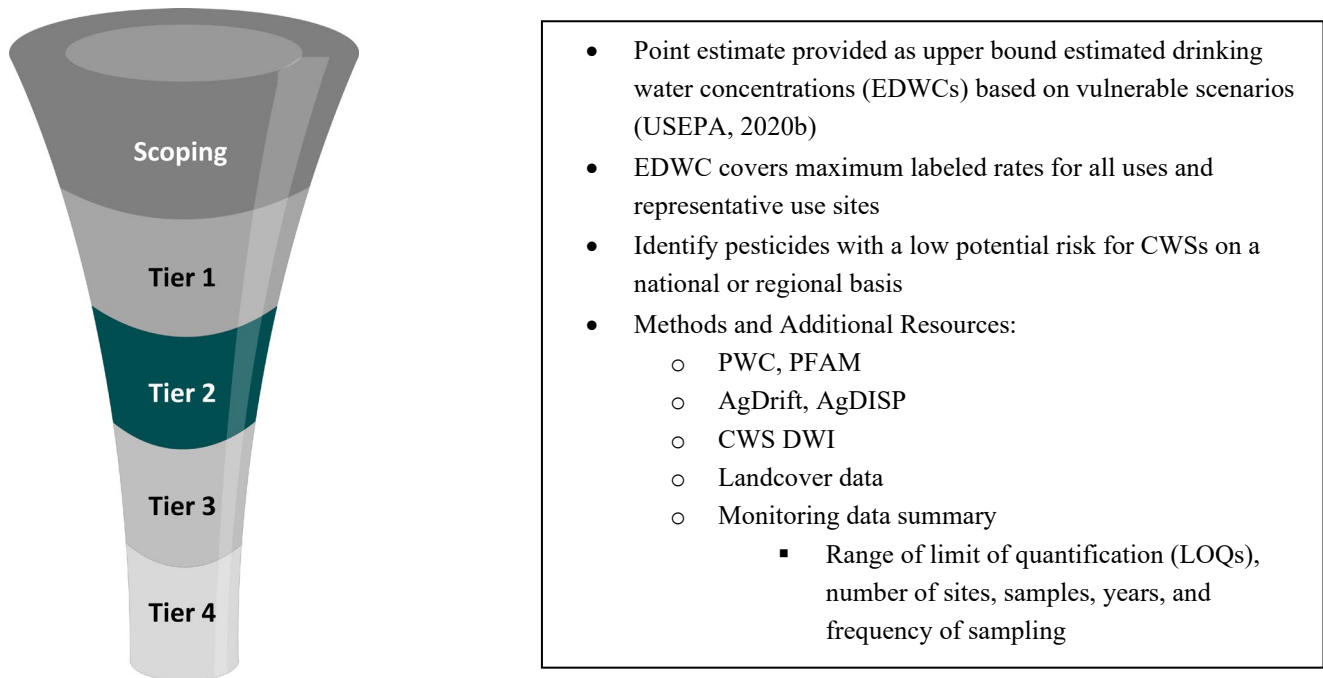 Scoping
Tier 1
Tier 2
Tier 3
Tier 4
• Point estimate provided as upper bound estimated drinking
water concentrations (EDWCs) based on vulnerable scenarios
(USEPA, 2020b)
• EDWC covers maximum labeled rates for all uses and
representative use sites
• Identify pesticides with a low potential risk for CWSs on a
national or regional basis
• Methods and Additional Resources:
o PWC, PFAM
o AgDrift, AgDISP
o CWS DWI
o Landcover data
o Monitoring data summary
▪ Range of limit of quantification (LOQs),
number of sites, samples, years, and
frequency of sampling